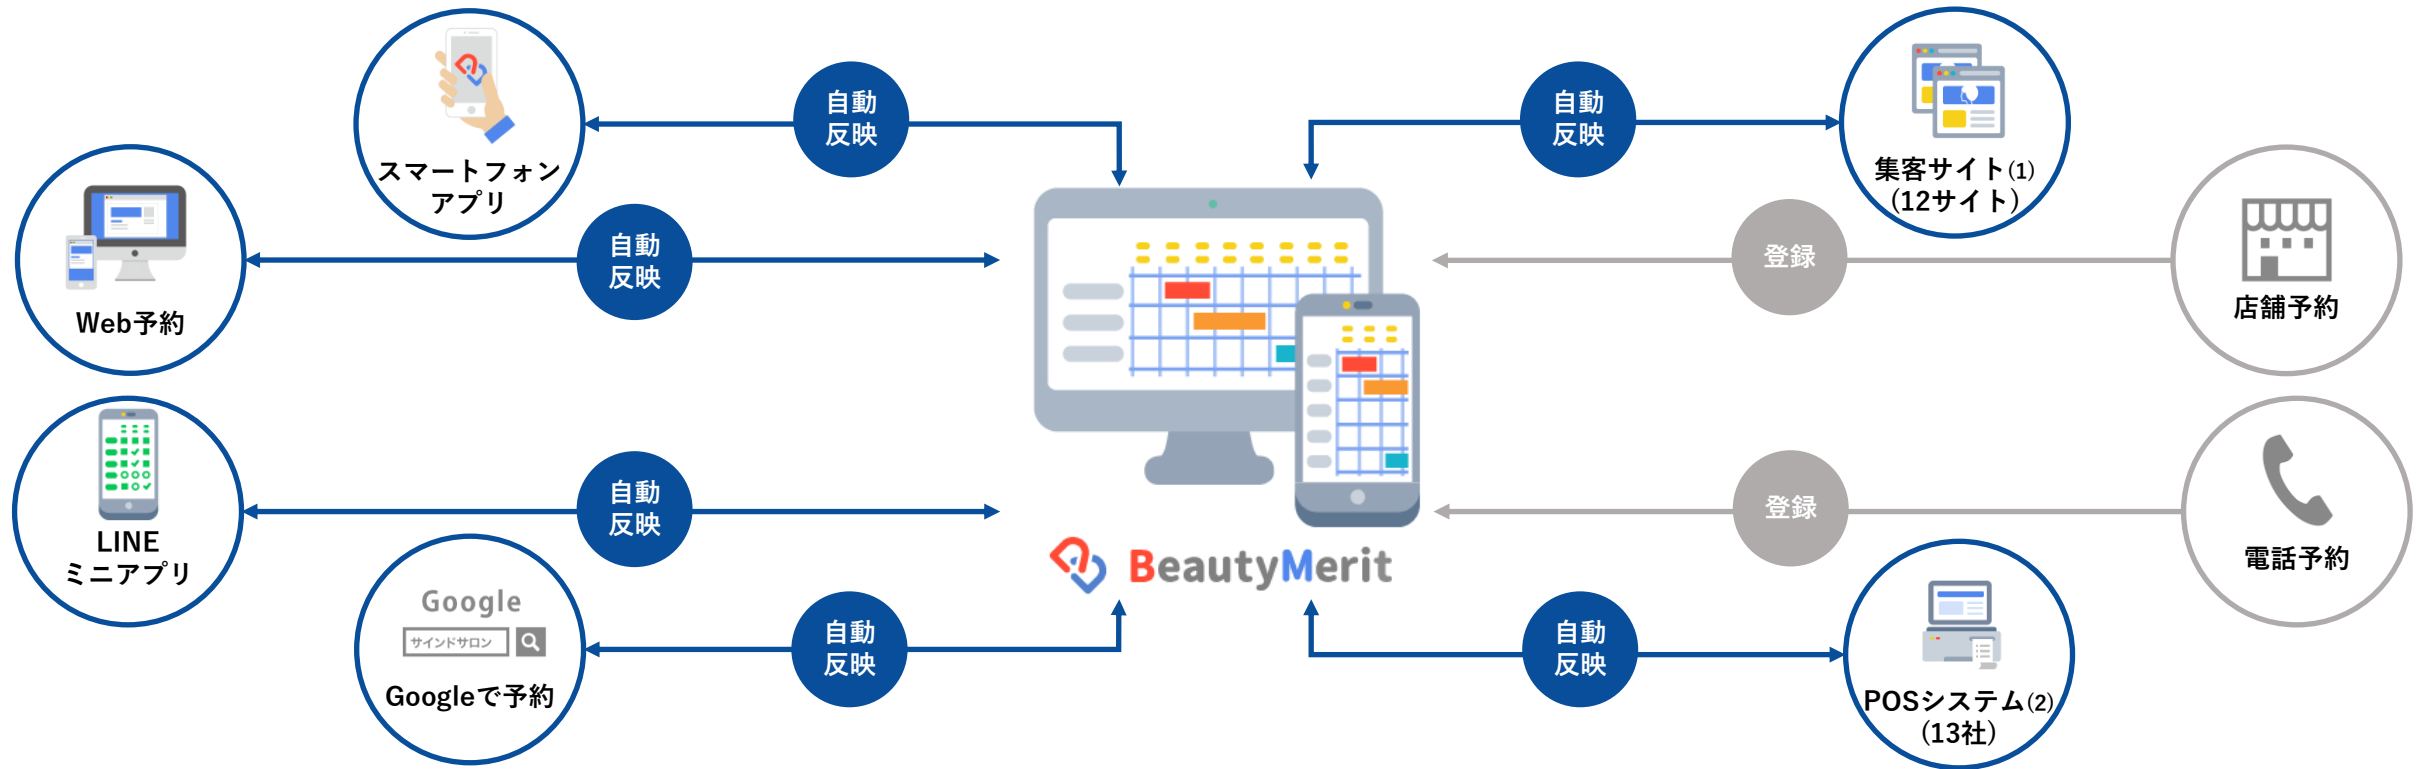 スマートフォン
アプリ
自動
反映
自動
反映
集客サイト(1)
(12サイト)
Web予約
自動
反映
登録
店舗予約
LINE
ミニアプリ
自動
反映
登録
電話予約
BeautyMerit
Google
サインドサロン
Googleで予約
自動
反映
自動
反映
POSシステム(2)
(13社)